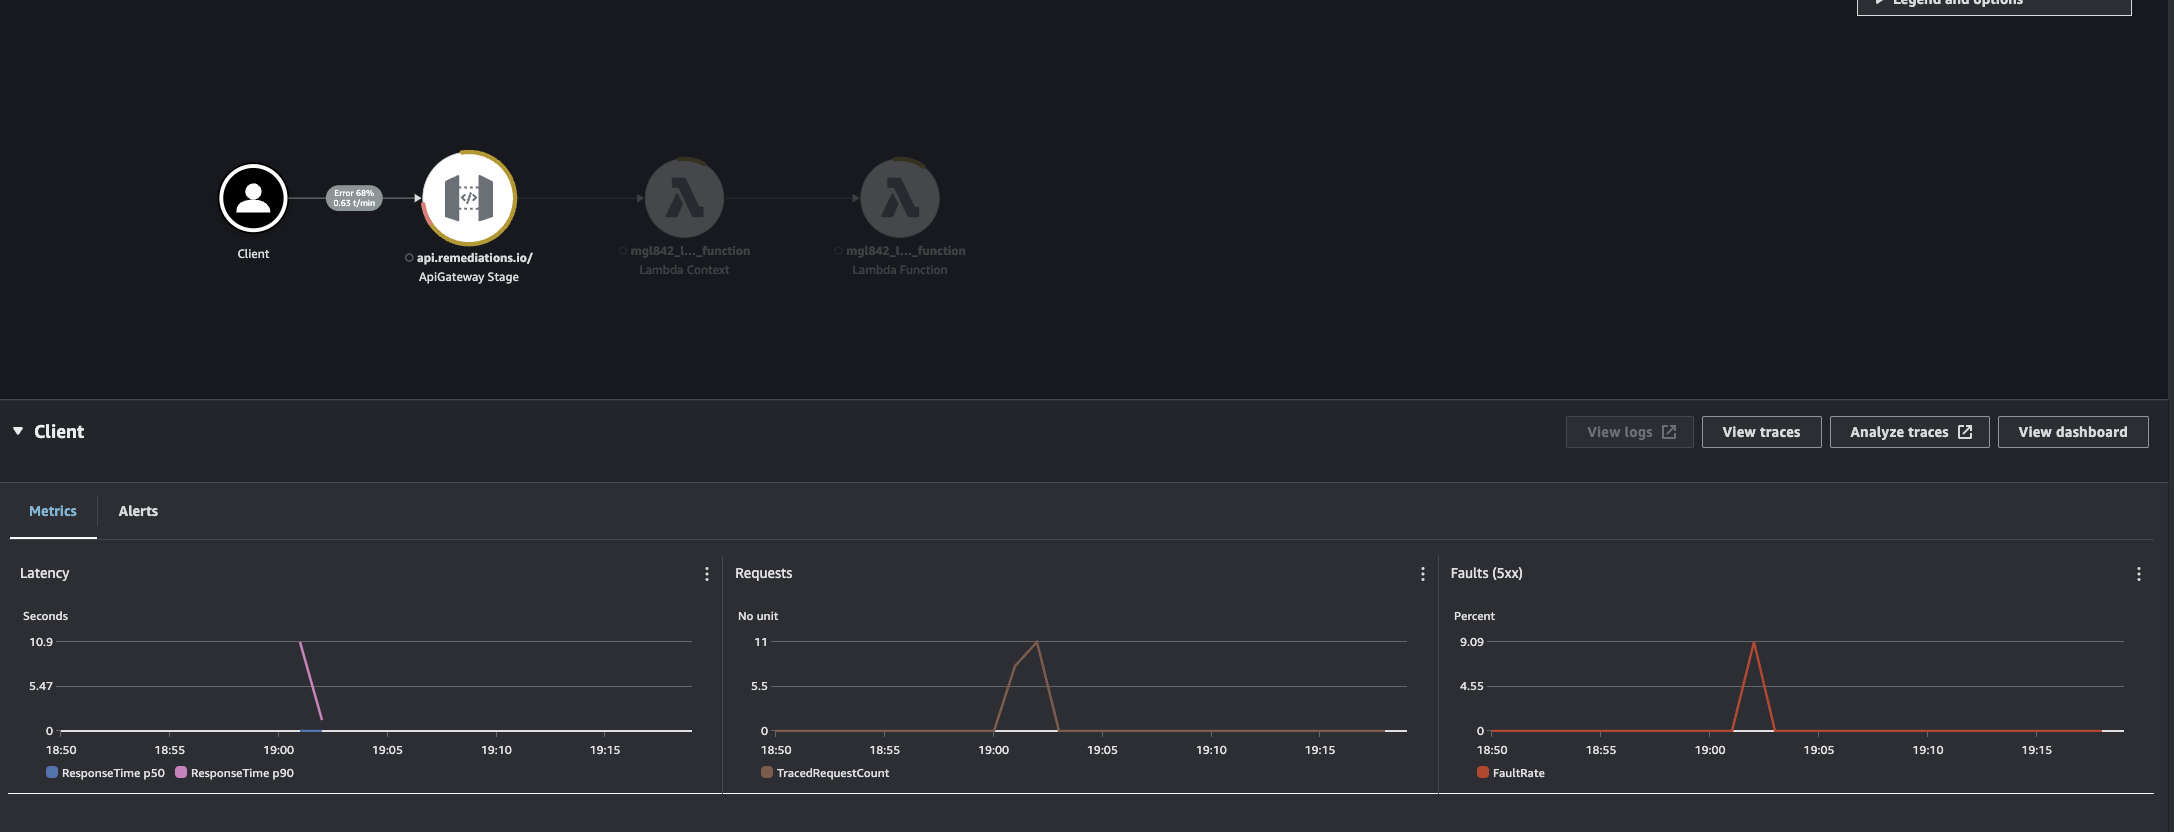 Legend and options
Error 68%
0.63 t/min
Client
api.remediations.io/
ApiGateway Stage
mgl842_l..._function
Lambda Context
mgl842_l..._function
Lambda Function
Client
View logs
View traces
Analyze traces
View dashboard
Metrics
Alerts
Latency
Seconds
10.9
5.47
0
18:50 18:55 19:00 19:05 19:10 19:15
ResponseTime p50 ResponseTime p90
Requests
No unit
11
5.5
0
18:50 18:55 19:00 19:05 19:10 19:15
TracedRequestCount
Faults (5xx)
Percent
9.09
4.55
0
18:50 18:55 19:00 19:05 19:10 19:15
FaultRate